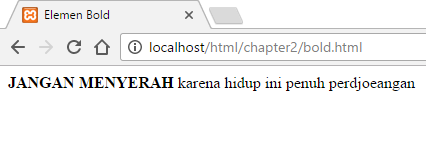 Elemen Bold
localhost/html/chapter2/bold.html
JANGAN MENYERAH karena hidup ini penuh perdjoeangan